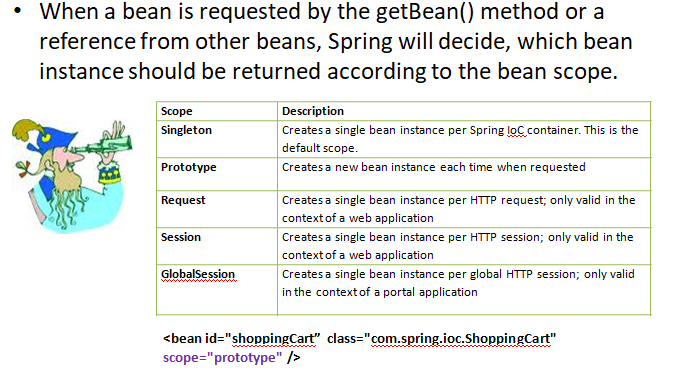 • When a bean is requested by the getBean() method or a
reference from other beans, Spring will decide, which bean
instance should be returned according to the bean scope.
Scope Description
Singleton Creates a single bean instance per Spring IoC container. This is the
default scope.
Prototype Creates a new bean instance each time when requested
Request Creates a single bean instance per HTTP request; only valid in the
context of a web application
Session Creates a single bean instance per HTTP session; only valid in the
context of a web application
GlobalSession Creates a single bean instance per global HTTP session; only valid
in the context of a portal application
<bean id="shoppingCart” class="com.spring.ioc.ShoppingCart"
scope="prototype" />